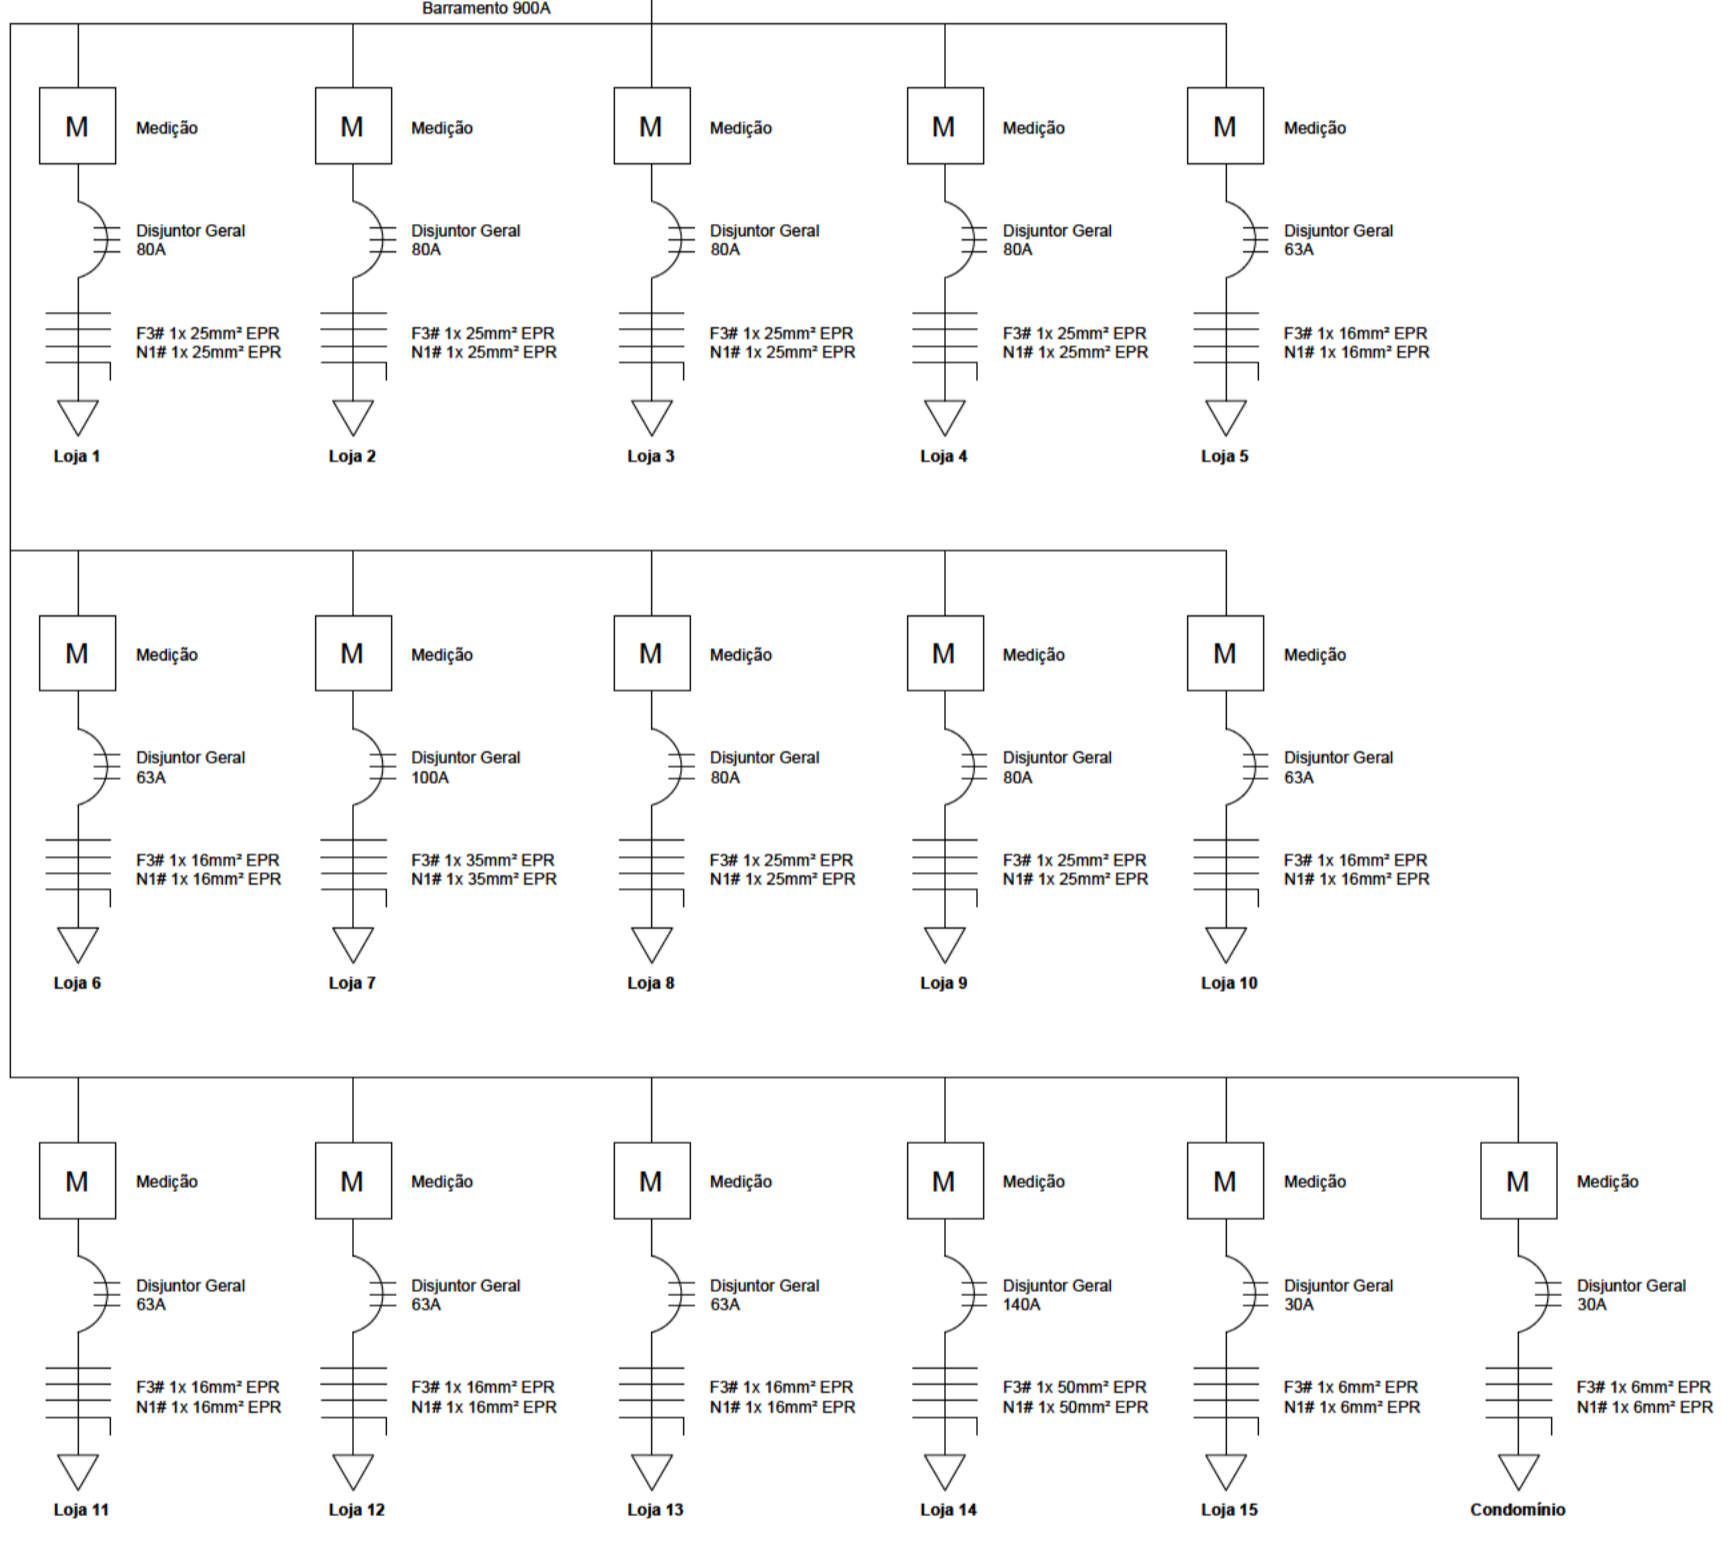 Barramento 900A
M Medição M Medição M Medição M Medição M Medição
Disjuntor Geral Disjuntor Geral Disjuntor Geral Disjuntor Geral Disjuntor Geral
80A 80A 80A 80A 63A
F3# 1x 25mm² EPR F3# 1x 25mm² EPR F3# 1x 25mm² EPR F3# 1x 25mm² EPR F3# 1x 16mm² EPR
N1# 1x 25mm² EPR N1# 1x 25mm² EPR N1# 1x 25mm² EPR N1# 1x 25mm² EPR N1# 1x 16mm² EPR
Loja 1 Loja 2 Loja 3 Loja 4 Loja 5
M Medição M Medição M Medição M Medição M Medição
Disjuntor Geral Disjuntor Geral Disjuntor Geral Disjuntor Geral Disjuntor Geral
63A 100A 80A 80A 63A
F3# 1x 16mm² EPR F3# 1x 35mm² EPR F3# 1x 25mm² EPR F3# 1x 25mm² EPR F3# 1x 16mm² EPR
N1# 1x 16mm² EPR N1# 1x 35mm² EPR N1# 1x 25mm² EPR N1# 1x 25mm² EPR N1# 1x 16mm² EPR
Loja 6 Loja 7 Loja 8 Loja 9 Loja 10
M Medição M Medição M Medição M Medição M Medição M Medição
Disjuntor Geral Disjuntor Geral Disjuntor Geral Disjuntor Geral Disjuntor Geral Disjuntor Geral
63A 63A 63A 140A 30A 30A
F3# 1x 16mm² EPR F3# 1x 16mm² EPR F3# 1x 16mm² EPR F3# 1x 50mm² EPR F3# 1x 6mm² EPR F3# 1x 6mm² EPR
N1# 1x 16mm² EPR N1# 1x 16mm² EPR N1# 1x 16mm² EPR N1# 1x 50mm² EPR N1# 1x 6mm² EPR N1# 1x 6mm² EPR
Loja 11 Loja 12 Loja 13 Loja 14 Loja 15 Condomínio